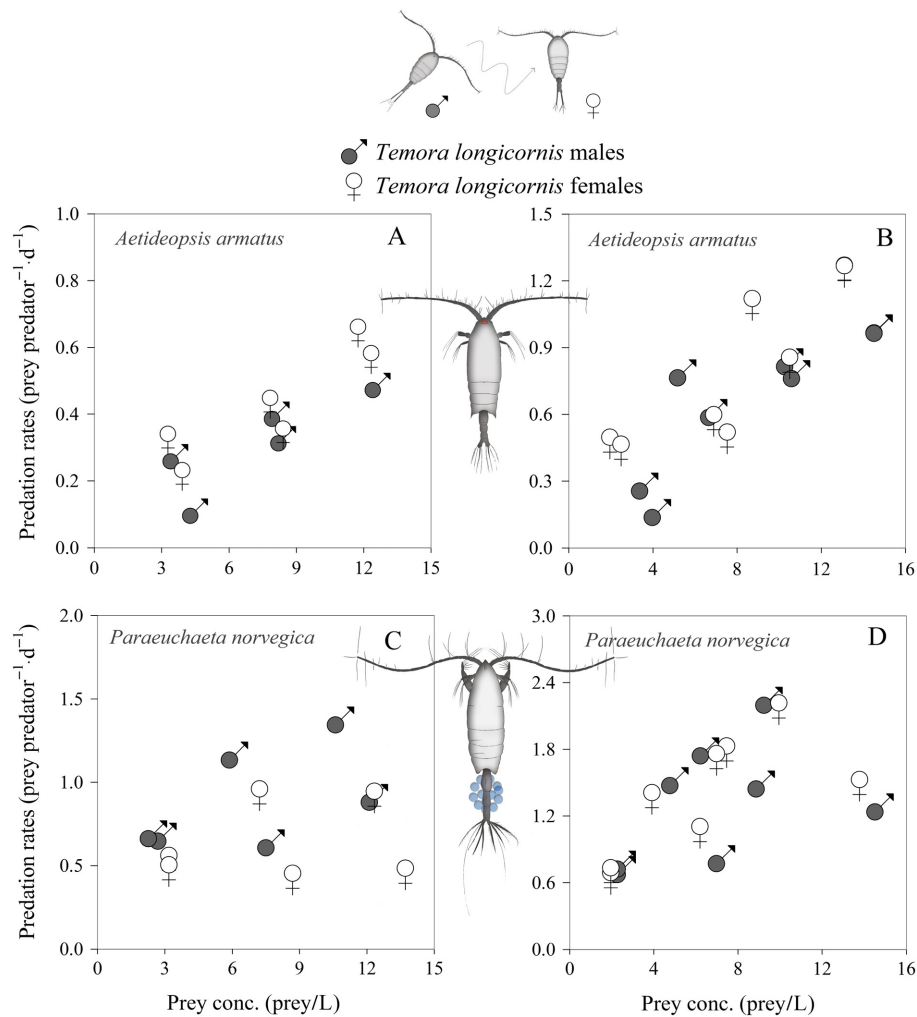 ♂ ♀
Temora longicornis males
Temora longicornis females
Predation rates (prey predator⁻¹·d⁻¹)
1.0
0.8
0.6
0.4
0.2
0.0
Aetideopsis armatus A
0 3 6 9 12 15
1.5
1.2
0.9
0.6
0.3
0.0
Aetideopsis armatus B
0 4 8 12 16
Predation rates (prey predator⁻¹·d⁻¹)
2.0
1.5
1.0
0.5
0.0
Paraeuchaeta norvegica C
0 3 6 9 12 15
Prey conc. (prey/L)
3.0
2.4
1.8
1.2
0.6
0.0
Paraeuchaeta norvegica D
0 4 8 12 16
Prey conc. (prey/L)